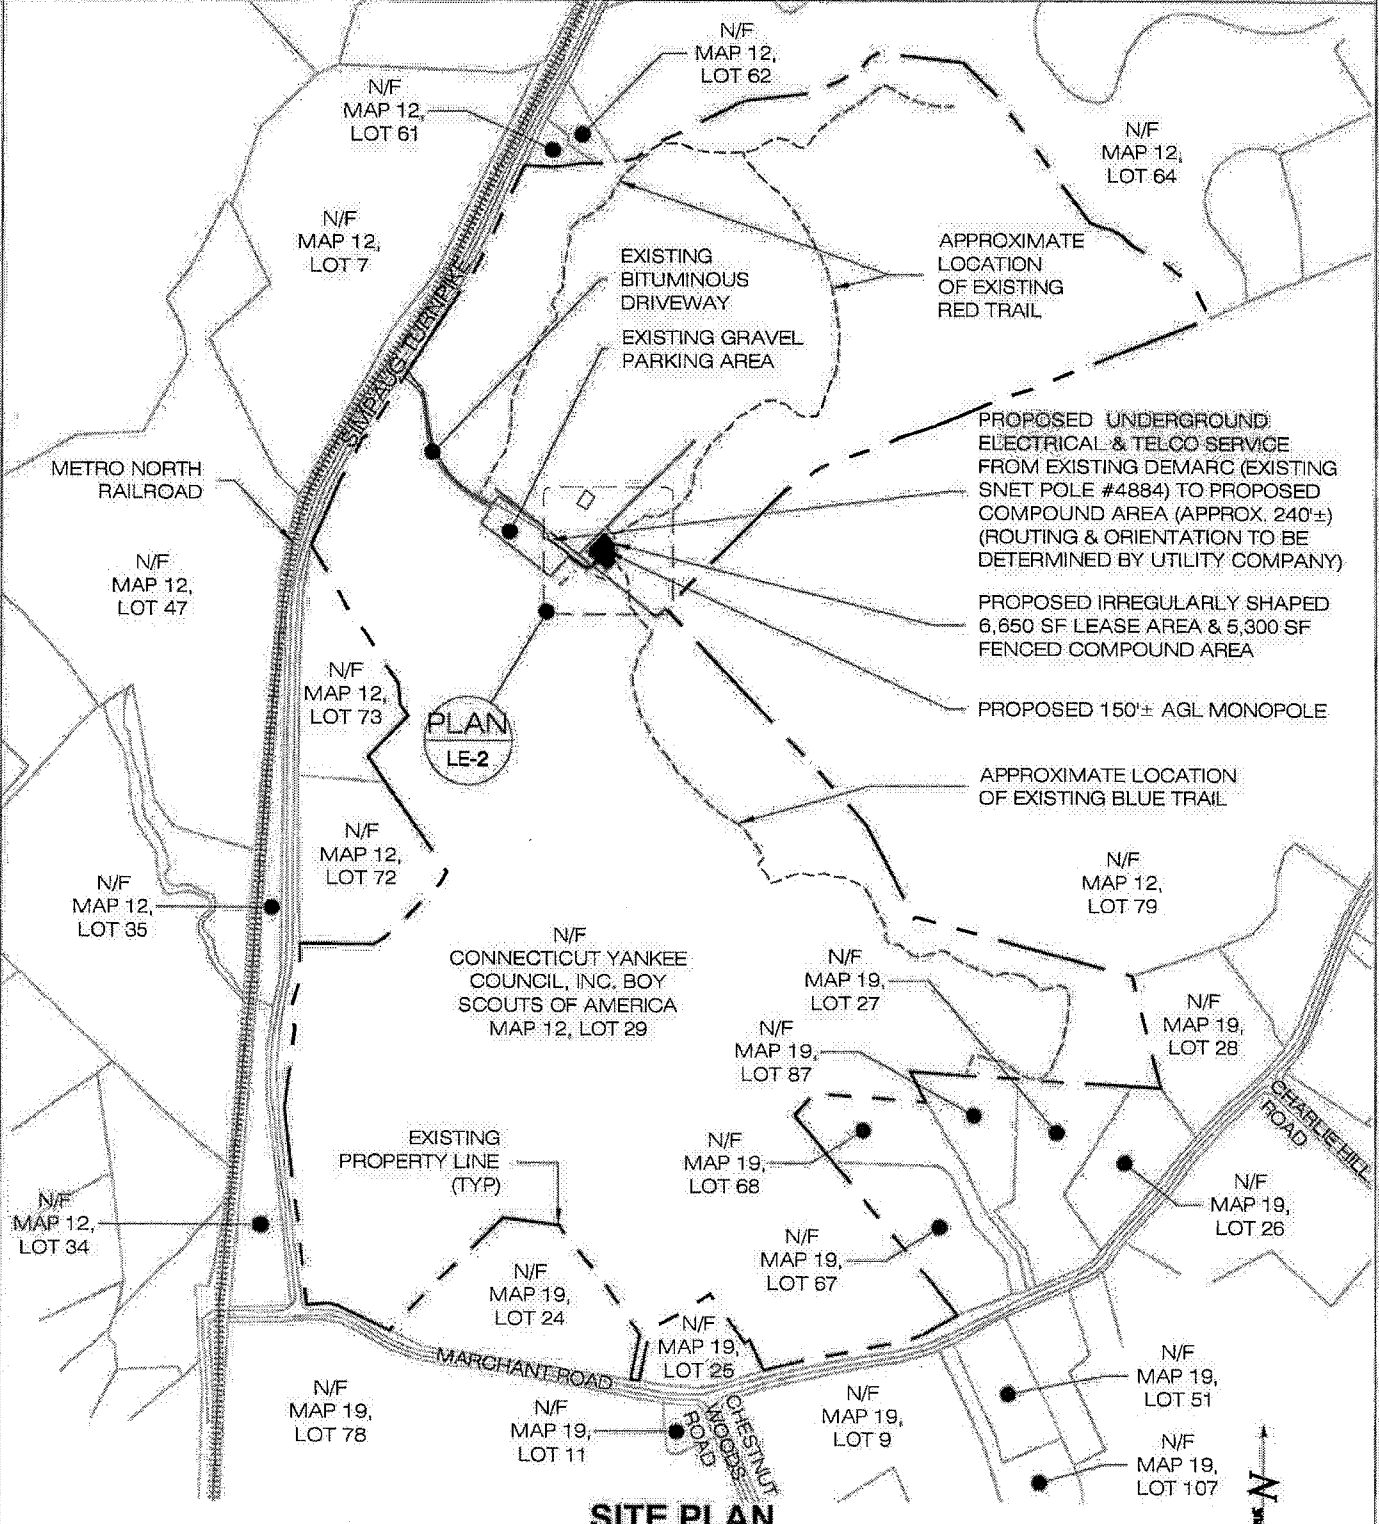 N/F
MAP 12,
LOT 62
N/F
MAP 12,
LOT 61
N/F
MAP 12,
LOT 64
N/F
MAP 12,
LOT 7
EXISTING
BITUMINOUS
DRIVEWAY
APPROXIMATE
LOCATION
OF EXISTING
RED TRAIL
SIMPAUG TURNPIKE
EXISTING GRAVEL
PARKING AREA
METRO NORTH
RAILROAD
PROPOSED UNDERGROUND
ELECTRICAL & TELCO SERVICE
FROM EXISTING DEMARC (EXISTING
SNET POLE #4884) TO PROPOSED
COMPOUND AREA (APPROX. 240'±)
(ROUTING & ORIENTATION TO BE
DETERMINED BY UTILITY COMPANY)
N/F
MAP 12,
LOT 47
PROPOSED IRREGULARLY SHAPED
6,650 SF LEASE AREA & 5,300 SF
FENCED COMPOUND AREA
N/F
MAP 12,
LOT 73
PLAN
LE-2
PROPOSED 150'± AGL MONOPOLE
APPROXIMATE LOCATION
OF EXISTING BLUE TRAIL
N/F
MAP 12,
LOT 72
N/F
MAP 12,
LOT 35
N/F
MAP 12,
LOT 79
N/F
CONNECTICUT YANKEE
COUNCIL, INC. BOY
SCOUTS OF AMERICA
MAP 12, LOT 29
N/F
MAP 19,
LOT 27
N/F
MAP 19,
LOT 28
N/F
MAP 19,
LOT 87
CHARLIE HILL
ROAD
EXISTING
PROPERTY LINE
(TYP)
N/F
MAP 19,
LOT 68
N/F
MAP 12,
LOT 34
N/F
MAP 19,
LOT 26
N/F
MAP 19,
LOT 67
N/F
MAP 19,
LOT 24
N/F
MAP 19,
LOT 25
MARCHANT ROAD
N/F
MAP 19,
LOT 78
N/F
MAP 19,
LOT 11
CHESTNUT
WOODS
ROAD
N/F
MAP 19,
LOT 9
N/F
MAP 19,
LOT 51
N/F
MAP 19,
LOT 107
N
SITE PLAN